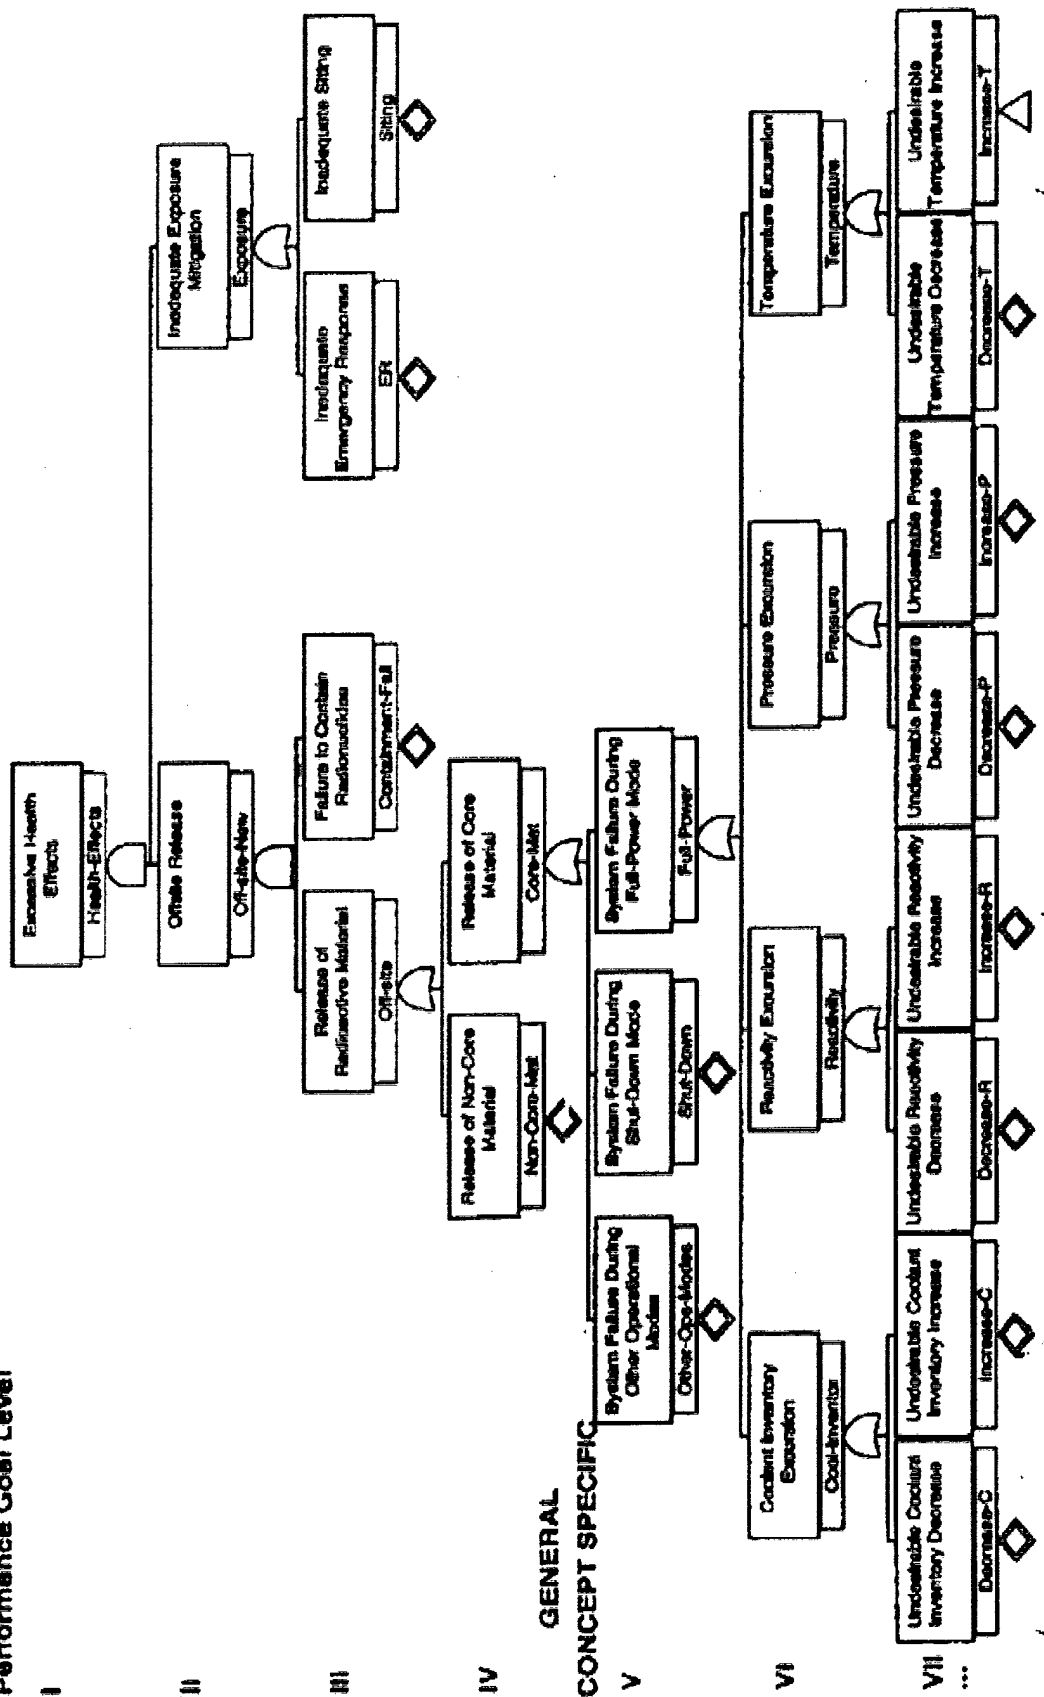 Performance Goal Level
I
Excessive Health
Effects
Health-Effects
II
Offsite Release
Off-site-New
Inadequate Exposure
Mitigation
Exposure
III
Release of
Radioactive Material
Off-site
Failure to Contain
Radionuclides
Containment-Fail
Inadequate
Emergency Response
ER
Inadequate Sitting
Sitting
IV
Release of Non-Core
Material
Non-Core-Mat
Release of Core
Material
Core-Mat
GENERAL
CONCEPT SPECIFIC
V
System Failure During
Other Operational
Modes
Other-Ops-Modes
System Failure During
Shut-Down Mode
Shut-Down
System Failure During
Full-Power Mode
Full-Power
VI
Coolant Inventory
Excursion
Cool-Inventor
Reactivity Excursion
Reactivity
Pressure Excursion
Pressure
Temperature Excursion
Temperature
VII
...
Undesirable Coolant
Inventory Decrease
Decrease-C
Undesirable Coolant
Inventory Increase
Increase-C
Undesirable Reactivity
Decrease
Decrease-R
Undesirable Reactivity
Increase
Increase-R
Undesirable Pressure
Decrease
Decrease-P
Undesirable Pressure
Increase
Increase-P
Undesirable
Temperature Decrease
Decrease-T
Undesirable
Temperature Increase
Increase-T